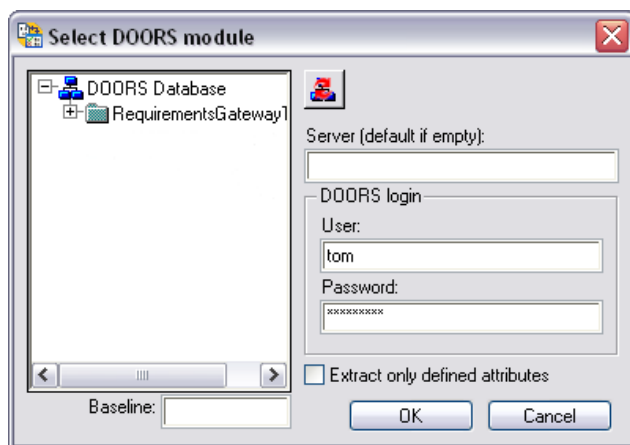 Select DOORS module
DOORS Database
RequirementsGateway
Server (default if empty):
DOORS login
User:
tom
Password:
*********
Extract only defined attributes
Baseline:
OK
Cancel